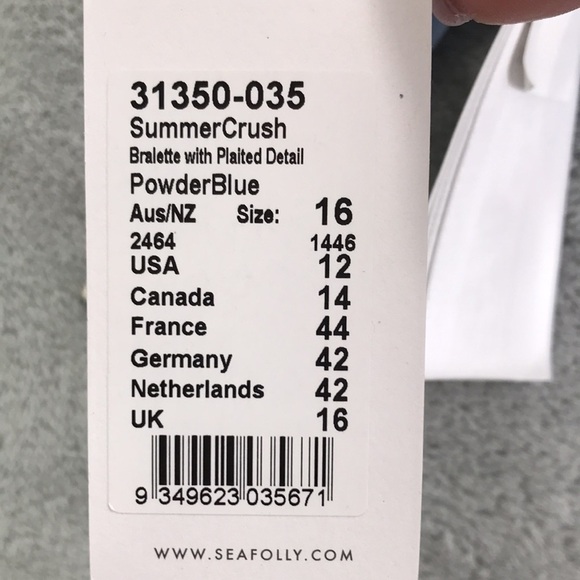 31350-035
SummerCrush
Bralette with Plaited Detail
PowderBlue
Aus/NZ Size: 16
2464 1446
USA 12
Canada 14
France 44
Germany 42
Netherlands 42
UK 16
9 349623 035671
WWW.SEAFOLLY.COM